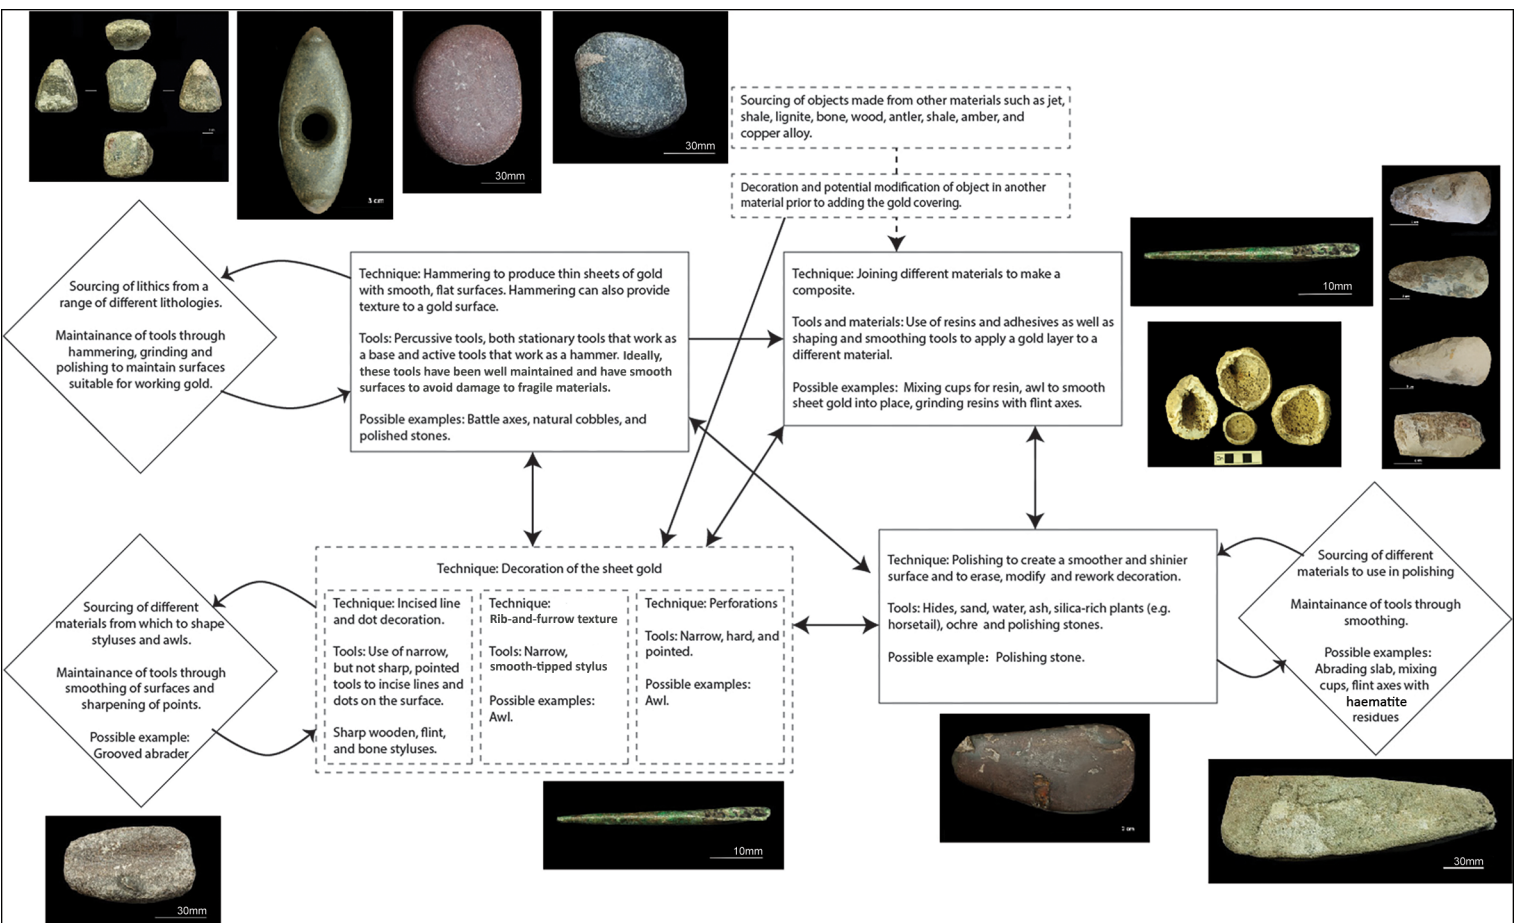 3 cm
30mm
30mm
Sourcing of objects made from other materials such as jet,
shale, lignite, bone, wood, antler, shale, amber, and
copper alloy.
Decoration and potential modification of object in another
material prior to adding the gold covering.
Sourcing of lithics from a
range of different lithologies.
Maintainance of tools through
hammering, grinding and
polishing to maintain surfaces
suitable for working gold.
Technique: Hammering to produce thin sheets of gold
with smooth, flat surfaces. Hammering can also provide
texture to a gold surface.
Tools: Percussive tools, both stationary tools that work as
a base and active tools that work as a hammer. Ideally,
these tools have been well maintained and have smooth
surfaces to avoid damage to fragile materials.
Possible examples: Battle axes, natural cobbles, and
polished stones.
Technique: Joining different materials to make a
composite.
Tools and materials: Use of resins and adhesives as well as
shaping and smoothing tools to apply a gold layer to a
different material.
Possible examples: Mixing cups for resin, awl to smooth
sheet gold into place, grinding resins with flint axes.
10mm
Sourcing of different
materials from which to shape
styluses and awls.
Maintainance of tools through
smoothing of surfaces and
sharpening of points.
Possible example:
Grooved abrader
Technique: Decoration of the sheet gold
Technique: Incised line
and dot decoration.
Tools: Use of narrow,
but not sharp, pointed
tools to incise lines and
dots on the surface.
Sharp wooden, flint,
and bone styluses.
Technique:
Rib-and-furrow texture
Tools: Narrow,
smooth-tipped stylus
Possible examples:
Awl.
Technique: Perforations
Tools: Narrow, hard, and
pointed.
Possible examples:
Awl.
Technique: Polishing to create a smoother and shinier
surface and to erase, modify and rework decoration.
Tools: Hides, sand, water, ash, silica-rich plants (e.g.
horsetail), ochre and polishing stones.
Possible example: Polishing stone.
Sourcing of different
materials to use in polishing
Maintainance of tools through
smoothing.
Possible examples:
Abrading slab, mixing
cups, flint axes with
haematite
residues
30mm
10mm
3 cm
30mm